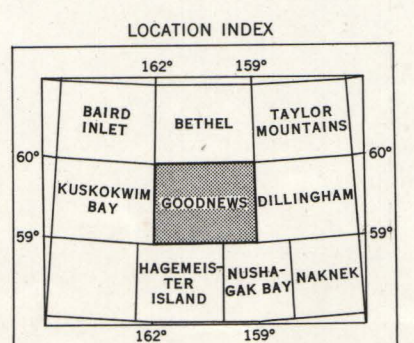 LOCATION INDEX
162° 159°
BAIRD
INLET
BETHEL
TAYLOR
MOUNTAINS
60° 60°
KUSKOKWIM
BAY
GOODNEWS
DILLINGHAM
59° 59°
HAGEMEIS-
TER
ISLAND
NUSHA-
GAK BAY
NAKNEK
162° 159°